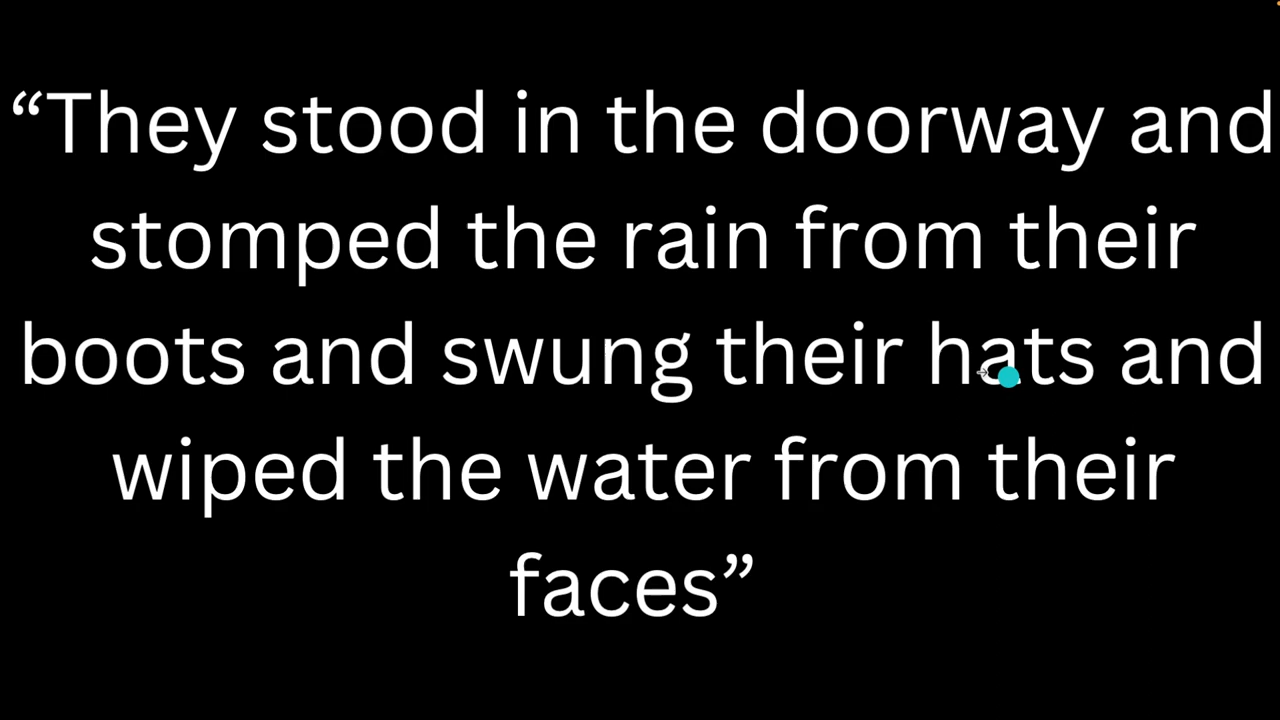 “They stood in the doorway and
stomped the rain from their
boots and swung their hats and
wiped the water from their
faces”